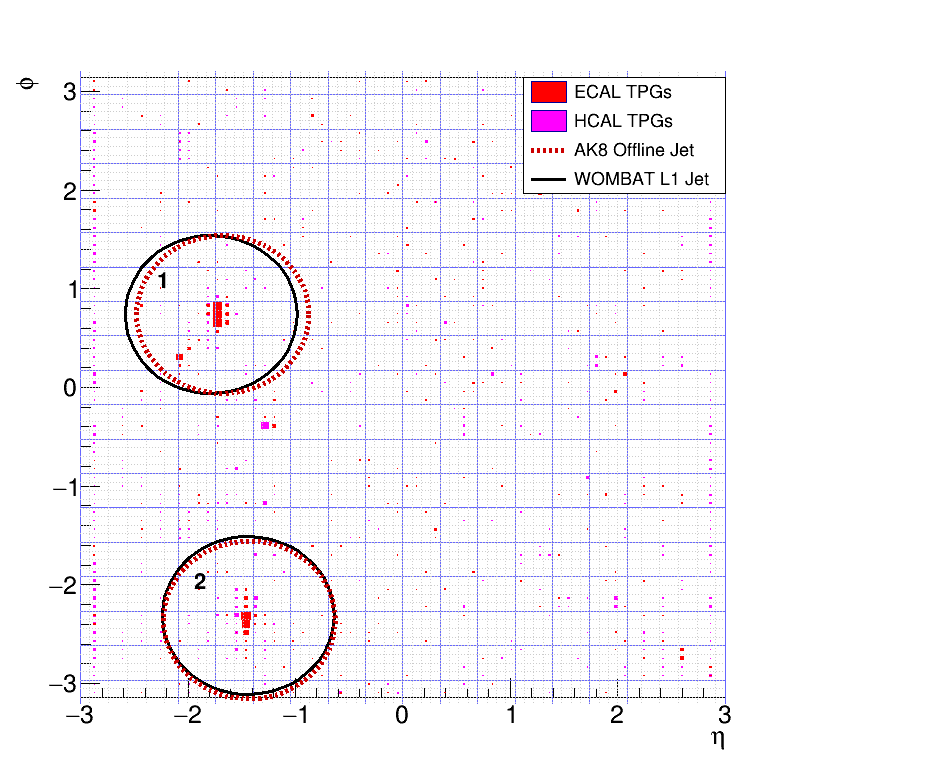 ϕ
3
2
1
0
−1
−2
−3
ECAL TPGs
HCAL TPGs
AK8 Offline Jet
WOMBAT L1 Jet
1
2
−3 −2 −1 0 1 2 3
η